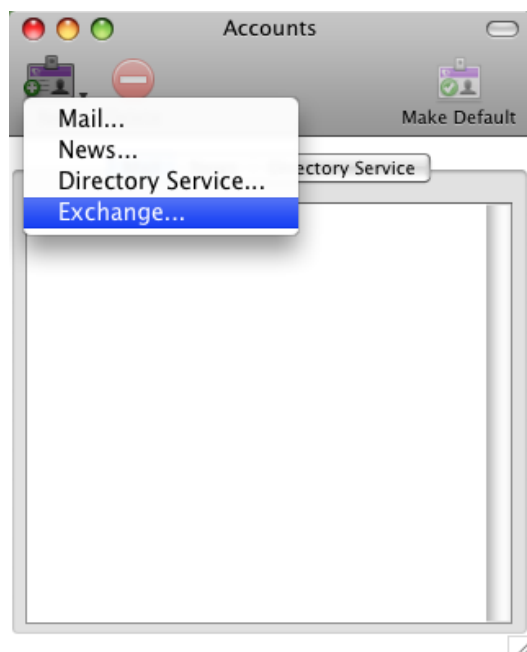 Accounts
Make Default
Mail...
News...
Directory Service...
Exchange...
ectory Service